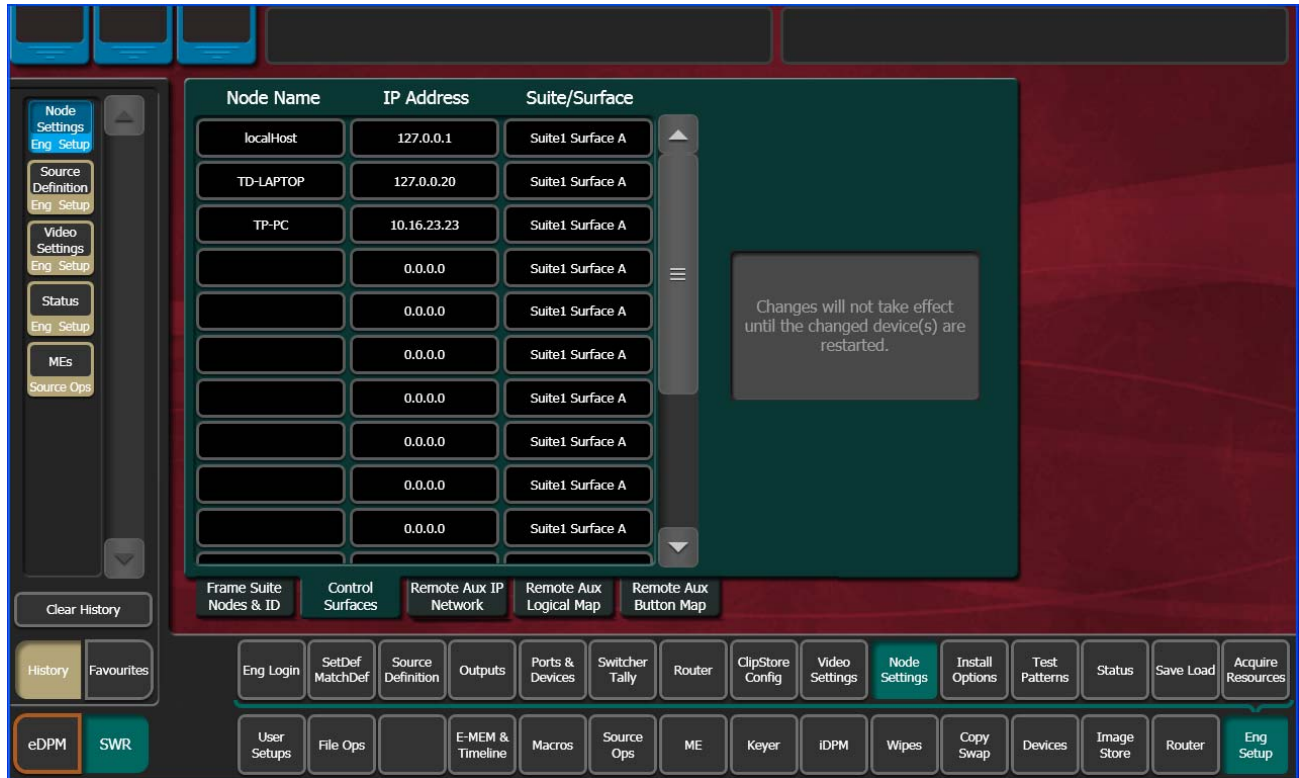 Node Name IP Address Suite/Surface
localHost 127.0.0.1 Suite1 Surface A
TD-LAPTOP 127.0.0.20 Suite1 Surface A
TP-PC 10.16.23.23 Suite1 Surface A
0.0.0.0 Suite1 Surface A
0.0.0.0 Suite1 Surface A
0.0.0.0 Suite1 Surface A
0.0.0.0 Suite1 Surface A
0.0.0.0 Suite1 Surface A
0.0.0.0 Suite1 Surface A
0.0.0.0 Suite1 Surface A
Node
Settings
Eng Setup
Source
Definition
Eng Setup
Video
Settings
Eng Setup
Status
Eng Setup
MEs
Source Ops
Changes will not take effect
until the changed device(s) are
restarted.
Frame Suite
Nodes & ID
Control
Surfaces
Remote Aux IP
Network
Remote Aux
Logical Map
Remote Aux
Button Map
Clear History
History
Favourites
Eng Login
SetDef
MatchDef
Source
Definition
Outputs
Ports &
Devices
Switcher
Tally
Router
ClipStore
Config
Video
Settings
Node
Settings
Install
Options
Test
Patterns
Status
Save Load
Acquire
Resources
eDPM
SWR
User
Setups
File Ops
E-MEM &
Timeline
Macros
Source
Ops
ME
Keyer
iDPM
Wipes
Copy
Swap
Devices
Image
Store
Router
Eng
Setup